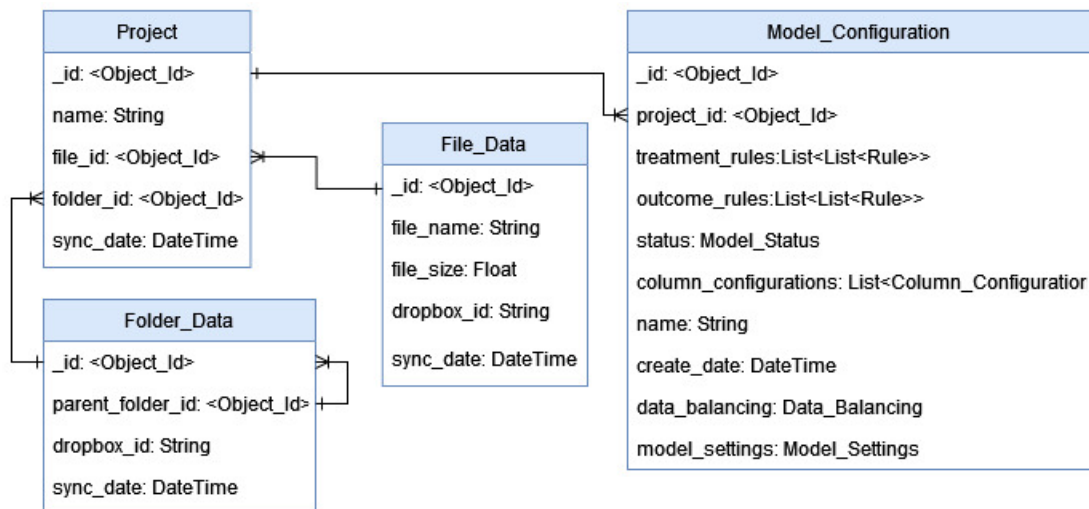 Project
_id: <Object_Id>
name: String
file_id: <Object_Id>
folder_id: <Object_Id>
sync_date: DateTime
Folder_Data
_id: <Object_Id>
parent_folder_id: <Object_Id>
dropbox_id: String
sync_date: DateTime
File_Data
_id: <Object_Id>
file_name: String
file_size: Float
dropbox_id: String
sync_date: DateTime
Model_Configuration
_id: <Object_Id>
project_id: <Object_Id>
treatment_rules:List<List<Rule>>
outcome_rules:List<List<Rule>>
status: Model_Status
column_configurations: List<Column_Configuration
name: String
create_date: DateTime
data_balancing: Data_Balancing
model_settings: Model_Settings